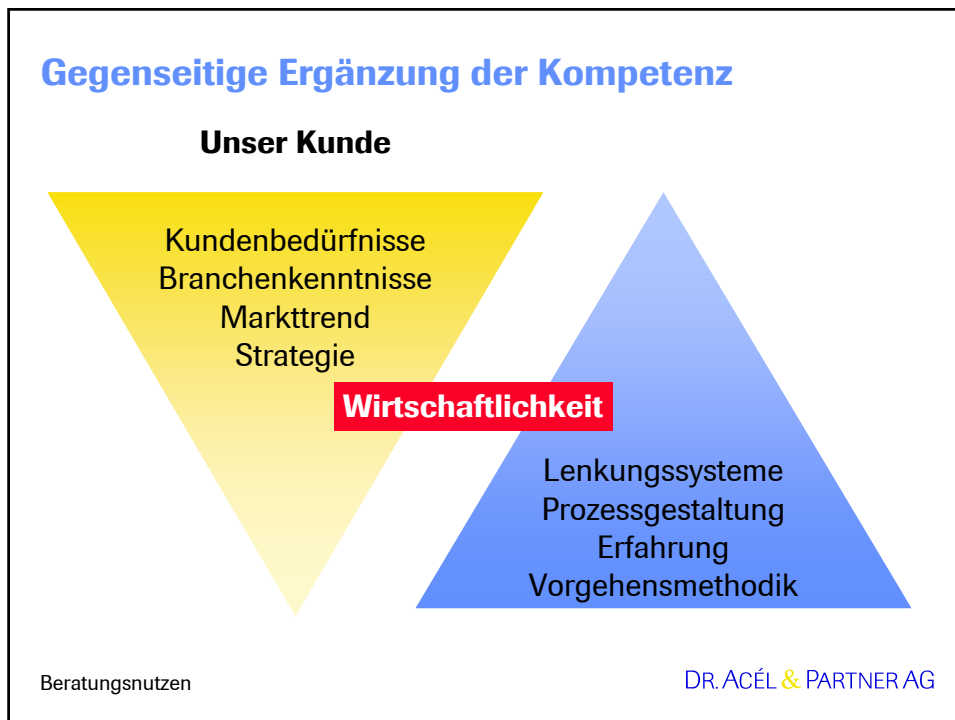 Gegenseitige Ergänzung der Kompetenz
Unser Kunde
Kundenbedürfnisse
Branchenkenntnisse
Markttrend
Strategie
Wirtschaftlichkeit
Lenkungssysteme
Prozessgestaltung
Erfahrung
Vorgehensmethodik
Beratungsnutzen
DR. ACÉL & PARTNER AG